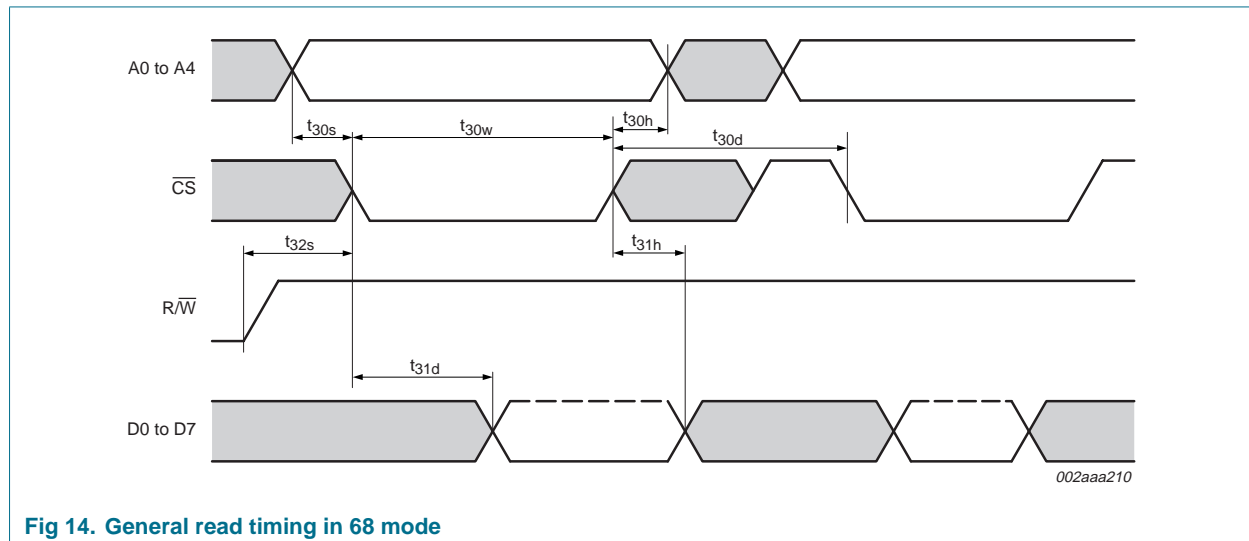 A0 to A4
t30s
t30w
t30h
t30d
C̅S̅
t32s
t31h
R/W̅
t31d
D0 to D7
002aaa210
Fig 14. General read timing in 68 mode